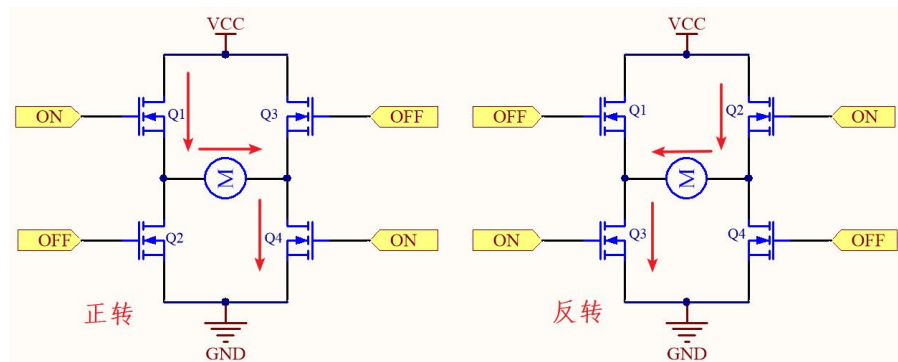 VCC
ON
Q1
Q3
OFF
M
OFF
Q2
Q4
ON
正转
GND
VCC
OFF
Q1
Q2
ON
M
ON
Q3
Q4
OFF
反转
GND